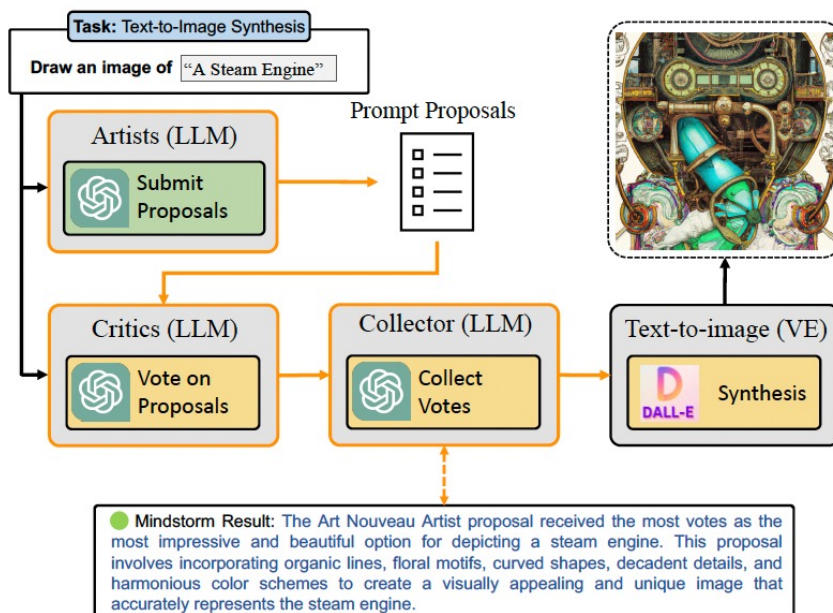 Task: Text-to-Image Synthesis
Draw an image of “A Steam Engine”
Artists (LLM)
Submit
Proposals
Prompt Proposals
Critics (LLM)
Vote on
Proposals
Collector (LLM)
Collect
Votes
Text-to-image (VE)
D
DALL-E
Synthesis
Mindstorm Result: The Art Nouveau Artist proposal received the most votes as the
most impressive and beautiful option for depicting a steam engine. This proposal
involves incorporating organic lines, floral motifs, curved shapes, decadent details, and
harmonious color schemes to create a visually appealing and unique image that
accurately represents the steam engine.